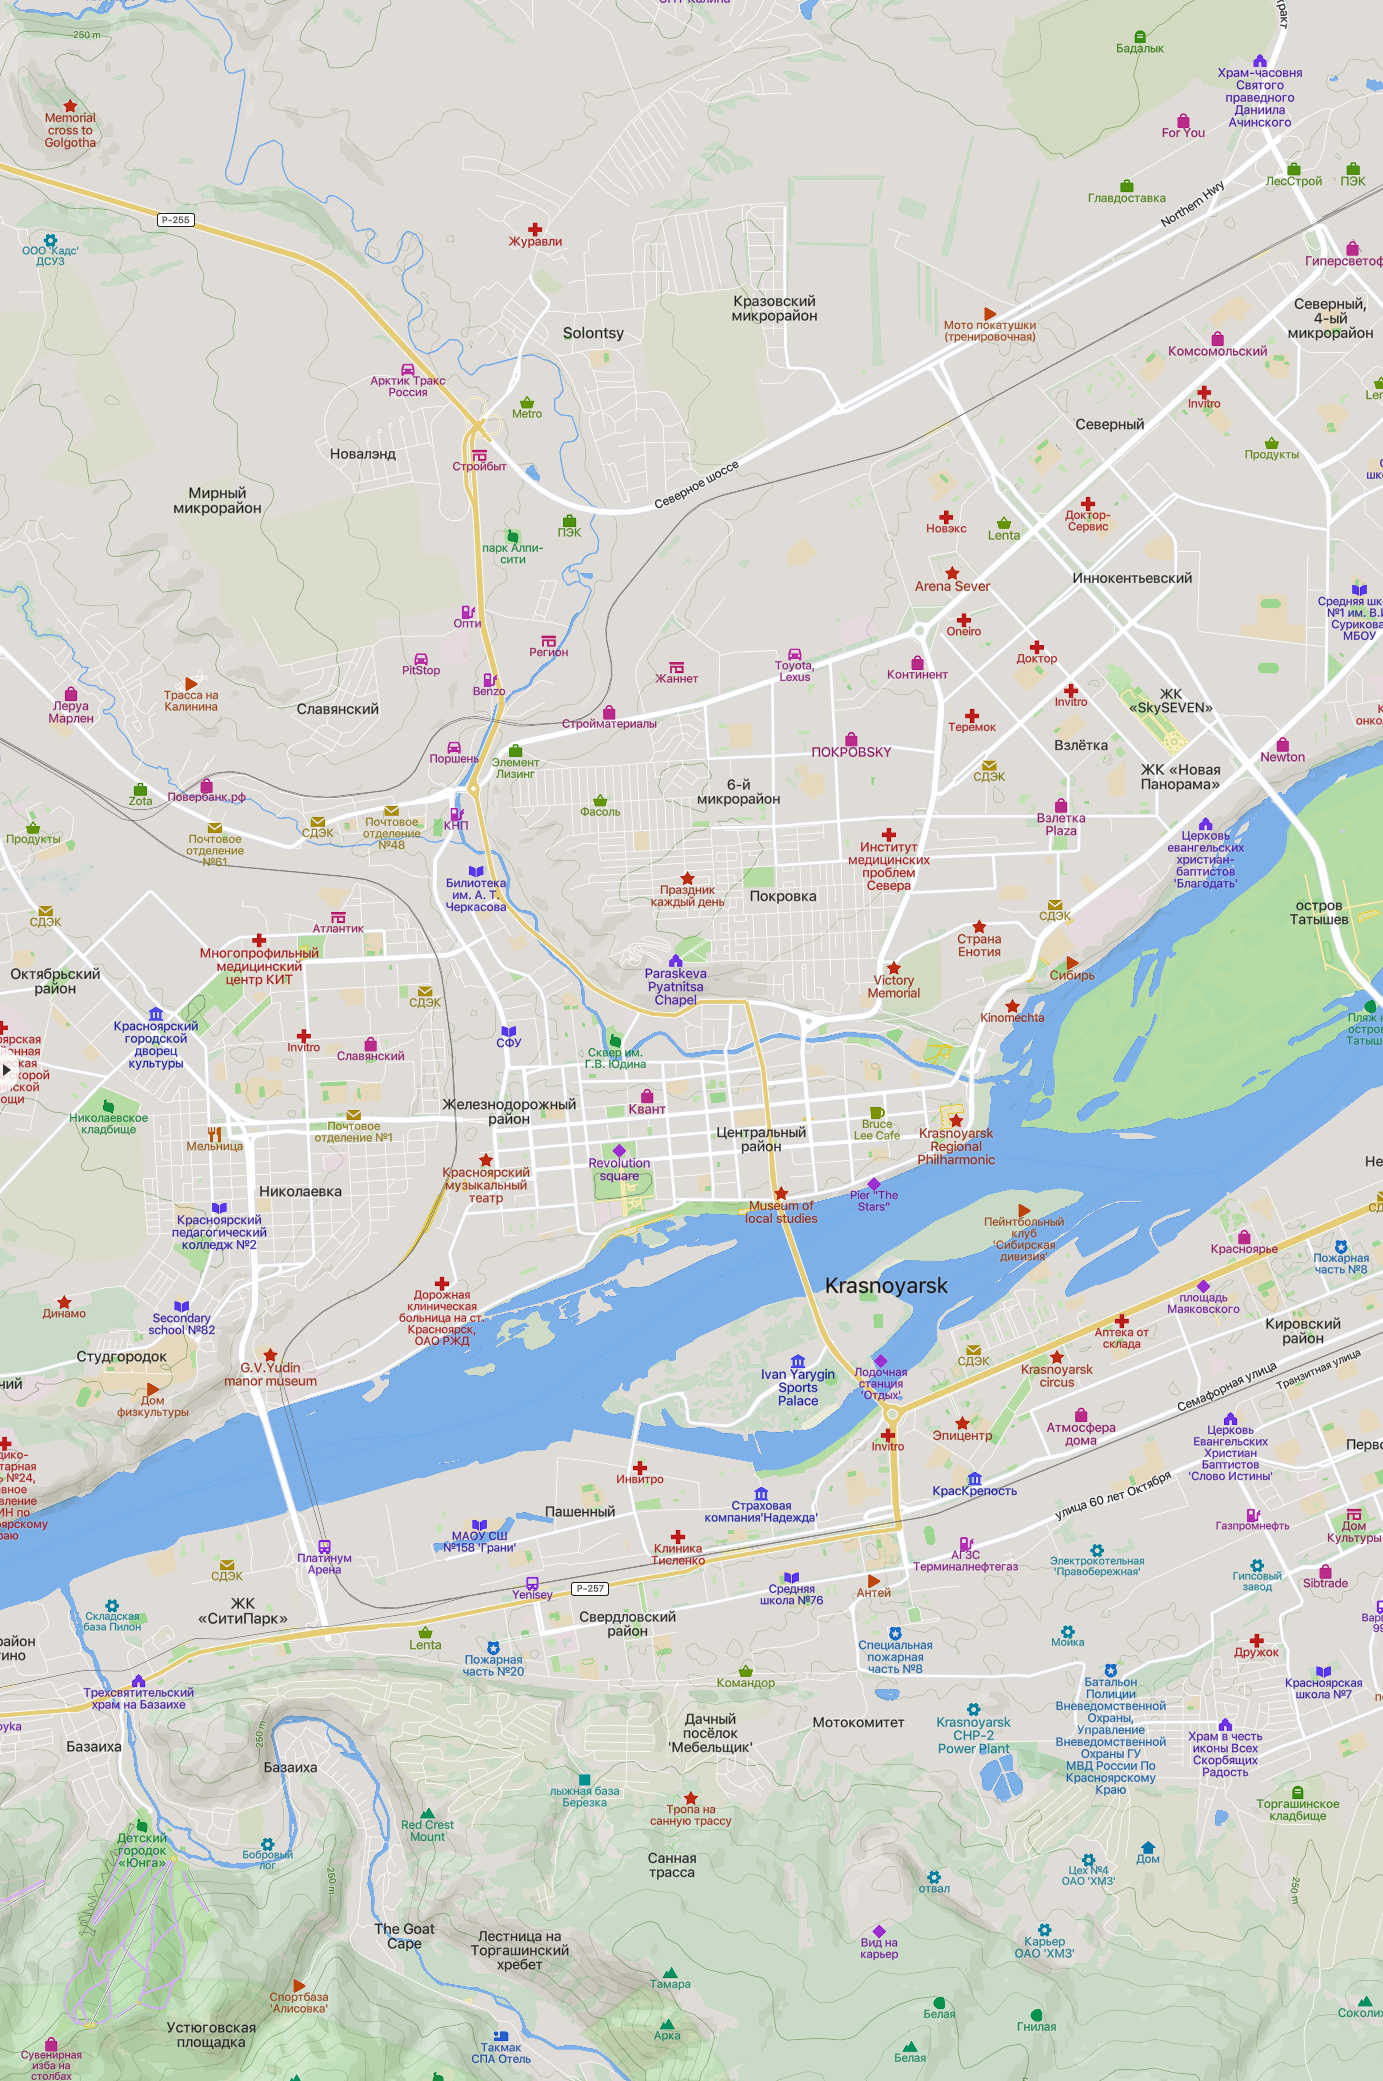 250 m
Бадалык
Храм-часовня
Святого
праведного
Даниила
Ачинского
Memorial
cross to
Golgotha
For You
ЛесСтрой
ПЭК
Главдоставка
Northern Hwy
P-255
ООО 'Кадс'
ДСУЗ
Журавли
Гиперсветоф
Кразовский
микрорайон
Северный,
4-ый
микрорайон
Solontsy
Мото покатушки
(тренировочная)
Комсомольский
Арктик Тракс
Россия
Metro
Invitro
Северный
Продукты
Новалэнд
Стройбыт
Северное шоссе
Мирный
микрорайон
ПЭК
парк Алпи-
сити
Новэкс
Lenta
Доктор-
Сервис
Arena Sever
Иннокентьевский
Средняя шк
№1 им. В.И
Сурикова
МБОУ
Опти
Oneiro
Регион
PitStop
Доктор
Жаннет
Toyota,
Lexus
Континент
Benzo
Трасса на
Калинина
Леруа
Марлен
Славянский
Invitro
ЖК
«SkySEVEN»
Стройматериалы
Теремок
Поршень
Элемент
Лизинг
ПОКРОВSKY
Взлётка
Newton
СДЭК
ЖК «Новая
Панорама»
6-й
микрорайон
Zota
Повербанк.рф
Фасоль
Взлетка
Plaza
КНП
СДЭК
Почтовое
отделение
№48
Почтовое
отделение
№61
Продукты
Церковь
евангельских
христиан-
баптистов
'Благодать'
Институт
медицинских
проблем
Севера
Билиотека
им. А. Т.
Черкасова
Праздник
каждый день
Покровка
остров
Татышев
СДЭК
СДЭК
Атлантик
Многопрофильный
медицинский
центр КИТ
Страна
Енотия
Октябрьский
район
Paraskeva
Pyatnitsa
Chapel
Victory
Memorial
Сибирь
СДЭК
Kinomechta
Красноярский
городской
дворец
культуры
СФУ
Invitro
Славянский
Сквер им.
Г.В. Юдина
Николаевское
кладбище
Железнодорожный
район
Квант
Почтовое
отделение №1
Мельница
Центральный
район
Bruce
Lee Cafe
Krasnoyarsk
Regional
Philharmonic
Revolution
square
Красноярский
музыкальный
театр
Николаевка
Museum of
local studies
Pier "The
Stars"
Красноярский
педагогический
колледж №2
Пейнтбольный
клуб
'Сибирская
дивизия'
Красноярье
Пожарная
часть №8
Krasnoyarsk
площадь
Маяковского
Дорожная
клиническая
больница на ст.
Красноярск,
ОАО РЖД
Динамо
Secondary
school №82
Аптека от
склада
Кировский
район
Студгородок
СДЭК
G.V.Yudin
manor museum
Ivan Yarygin
Sports
Palace
Лодочная
станция
'Отдых'
Krasnoyarsk
circus
Семафорная улица
Транзитная улица
Дом
физкультуры
Эпицентр
Атмосфера
дома
Invitro
Церковь
Евангельских
Христиан
Баптистов
'Слово Истины'
Инвитро
КрасКрепость
улица 60 лет Октября
Страховая
компания'Надежда'
Пашенный
Газпромнефть
Дом
Культуры
МАОУ СШ
№158 'Грани'
Клиника
Тисленко
АГЗС
Терминалнефтегаз
Платинум
Арена
Электрокотельная
'Правобережная'
СДЭК
Yenisey
P-257
Средняя
школа №76
Антей
Гипсовый
завод
Sibtrade
ЖК
«СитиПарк»
Складская
база Пилон
Свердловский
район
Lenta
Пожарная
часть №20
Специальная
пожарная
часть №8
Мойка
Дружок
Командор
Трехсвятительский
храм на Базаихе
Батальон
Полиции
Вневедомственной
Охраны,
Управление
Вневедомственной
Охраны ГУ
МВД России По
Красноярскому
Краю
Красноярская
школа №7
Базаиха
250 m
Дачный
посёлок
'Мебельщик'
Мотокомитет
Krasnoyarsk
CHP-2
Power Plant
Храм в честь
иконы Всех
Скорбящих
Радость
Базаиха
лыжная база
Березка
Тропа на
санную трассу
Торгашинское
кладбище
Red Crest
Mount
Детский
городок
«Юнга»
Бобровый
лог
Санная
трасса
Дом
Цех №4
ОАО 'ХМЗ'
отвал
250 m
250 m
The Goat
Cape
Лестница на
Торгашинский
хребет
Вид на
карьер
Карьер
ОАО 'ХМЗ'
Тамара
Спортбаза
'Алисовка'
Белая
Гнилая
Соколих
Устюговская
площадка
Арка
Такмак
СПА Отель
Белая
Сувенирная
изба на
столбах